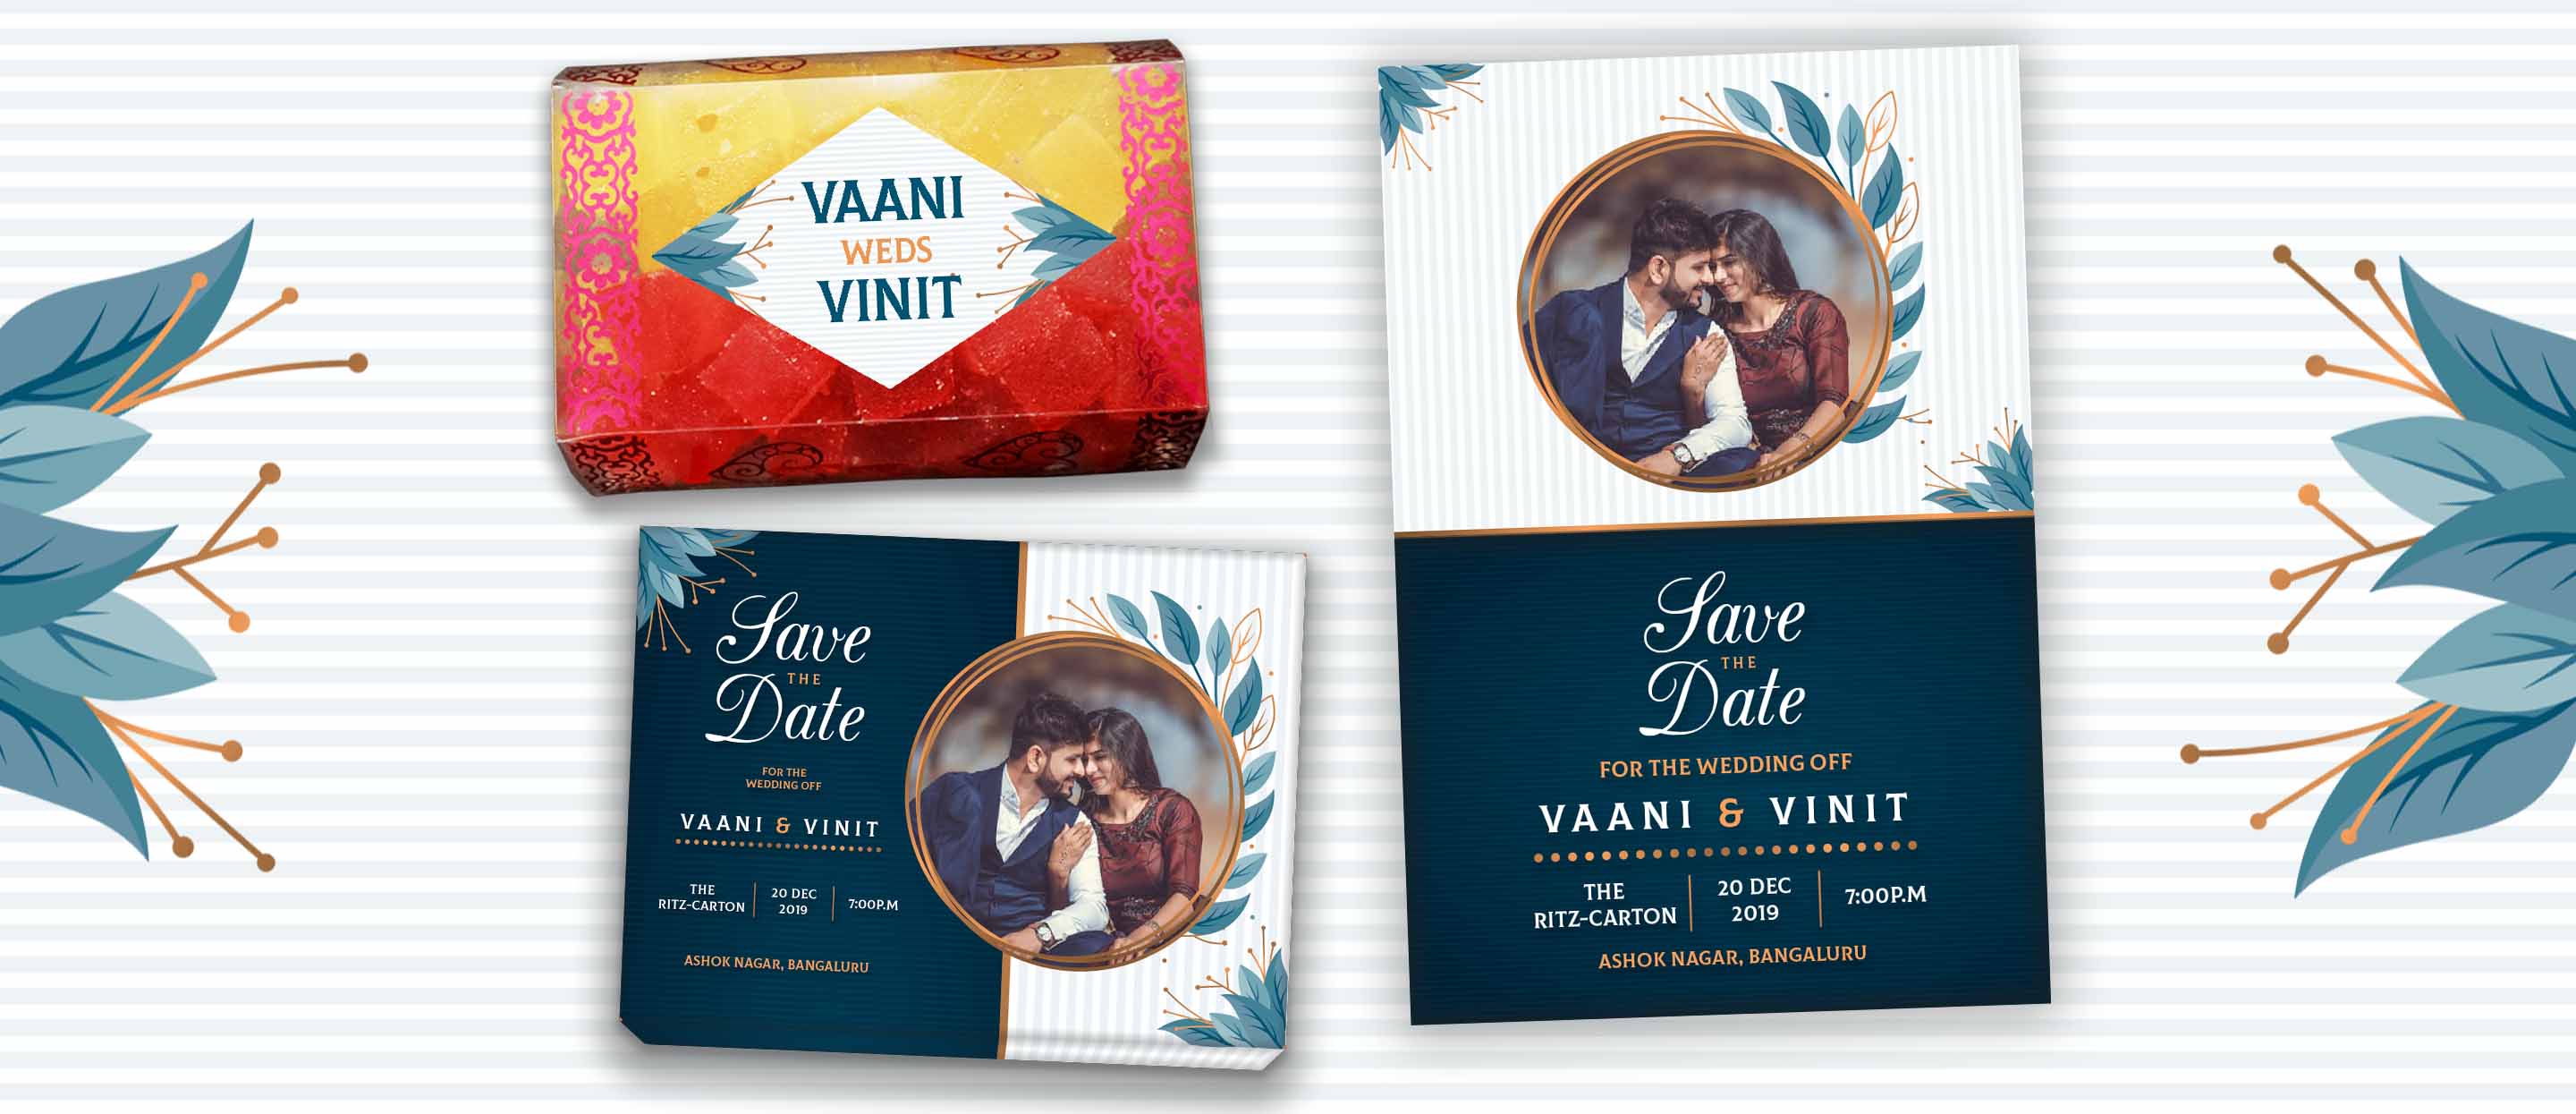 VAANI
WEDS
VINIT
Save
THE
Date
FOR THE
WEDDING OFF
VAANI & VINIT
THE
RITZ-CARTON
20 DEC
2019
7:00P.M
ASHOK NAGAR, BANGALURU
Save
THE
Date
FOR THE WEDDING OFF
VAANI & VINIT
THE
RITZ-CARTON
20 DEC
2019
7:00P.M
ASHOK NAGAR, BANGALURU